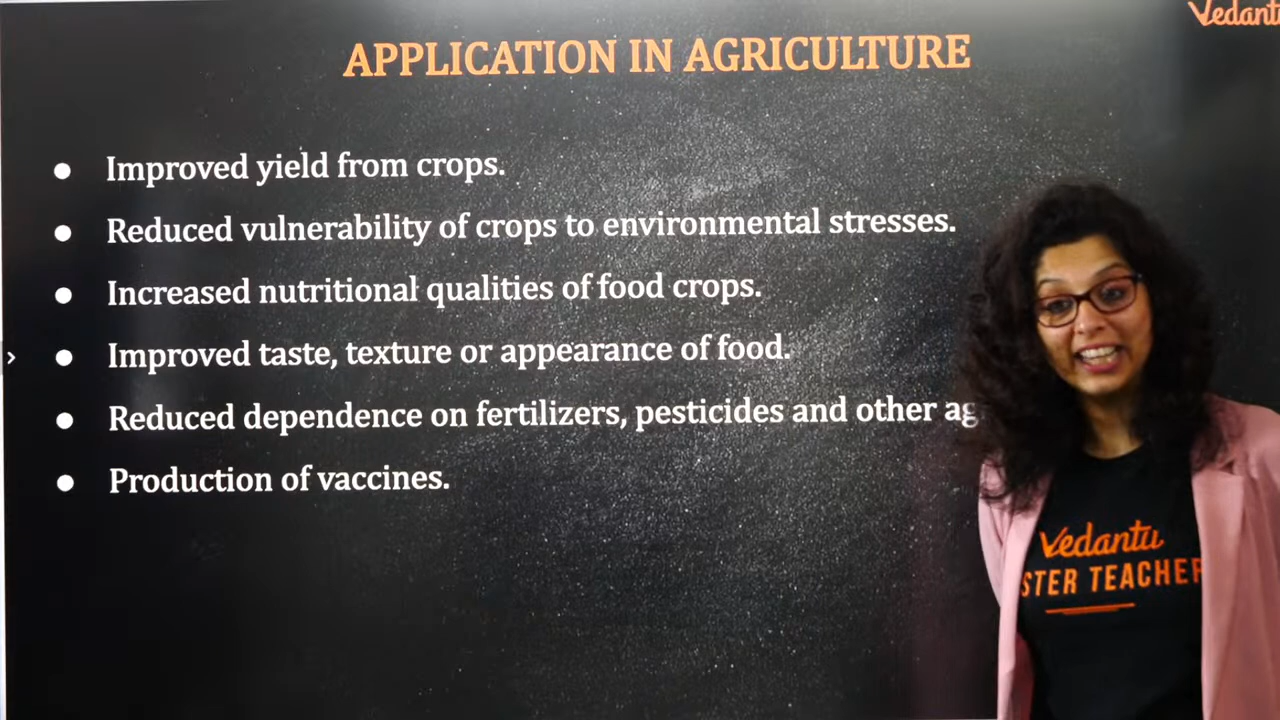 Vedant
APPLICATION IN AGRICULTURE
● Improved yield from crops.
● Reduced vulnerability of crops to environmental stresses.
● Increased nutritional qualities of food crops.
● Improved taste, texture or appearance of food.
● Reduced dependence on fertilizers, pesticides and other ag
● Production of vaccines.
Vedantu
STER TEACHER